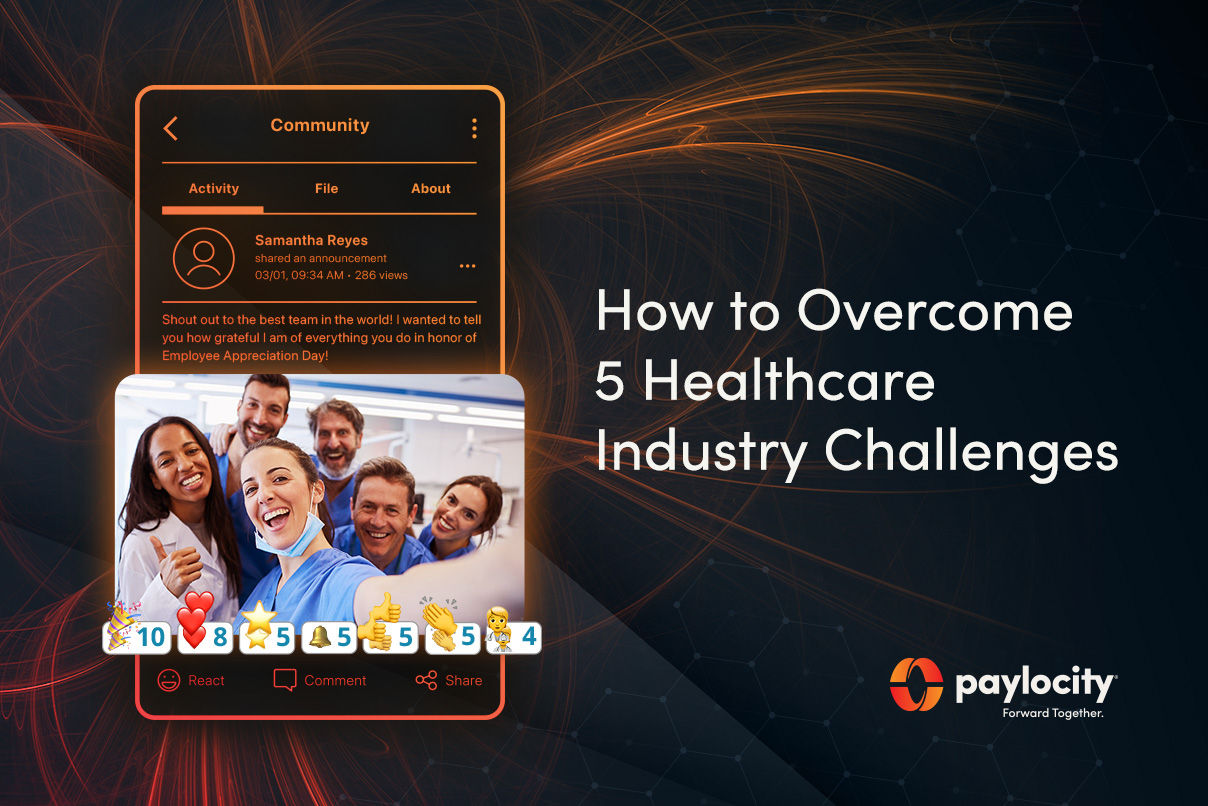 Community
Activity
File
About
Samantha Reyes
shared an announcement
03/01, 09:34 AM • 286 views
Shout out to the best team in the world! I wanted to tell
you how grateful I am of everything you do in honor of
Employee Appreciation Day!
10
8
5
5
5
5
4
React
Comment
Share
How to Overcome
5 Healthcare
Industry Challenges
paylocity
Forward Together.